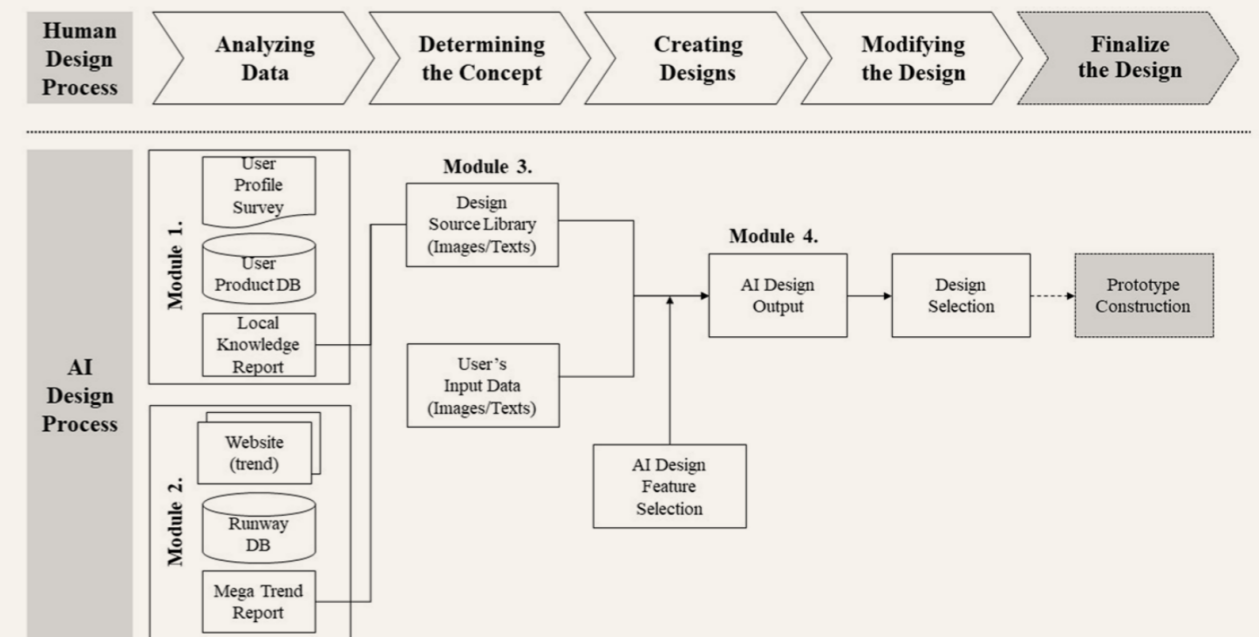 Human
Design
Process
Analyzing
Data
Determining
the Concept
Creating
Designs
Modifying
the Design
Finalize
the Design
AI
Design
Process
Module 1.
User
Profile
Survey
User
Product DB
Local
Knowledge
Report
Module 2.
Website
(trend)
Runway
DB
Mega Trend
Report
Module 3.
Design
Source Library
(Images/Texts)
User's
Input Data
(Images/Texts)
AI Design
Feature
Selection
Module 4.
AI Design
Output
Design
Selection
Prototype
Construction